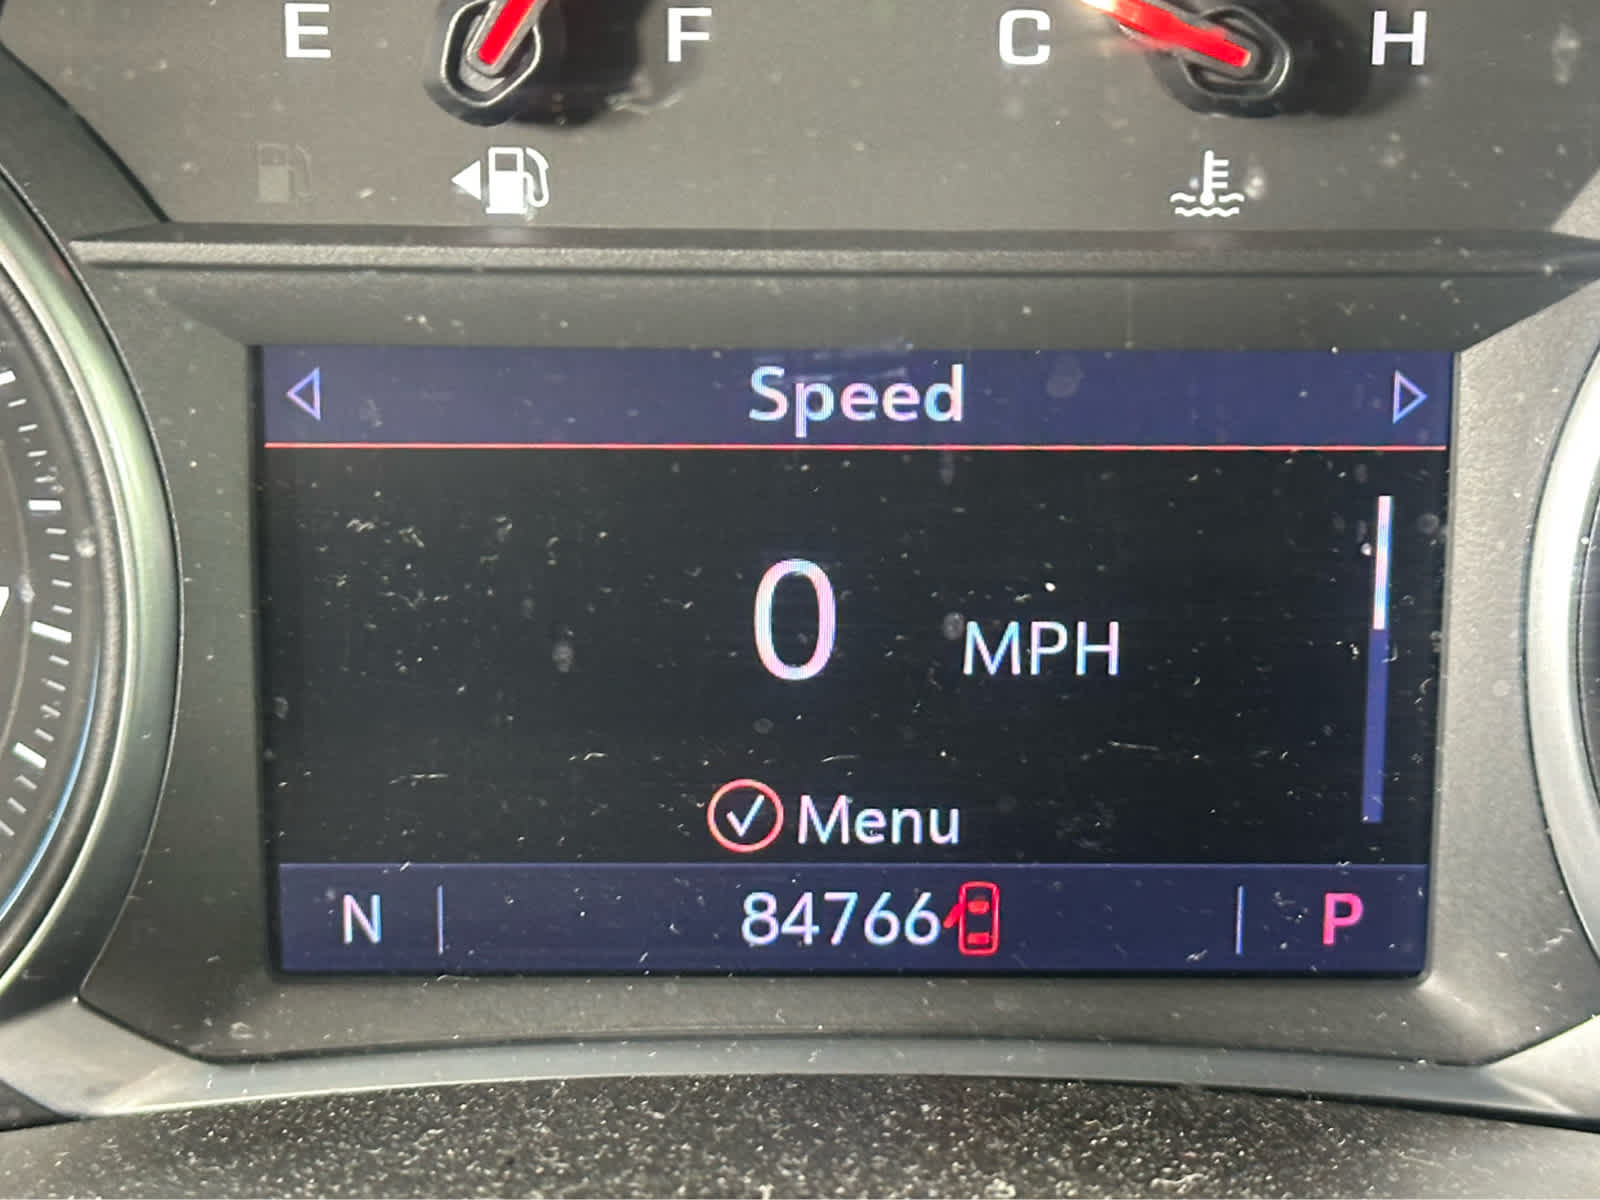 E F C H
Speed
0 MPH
Menu
N 84766 P